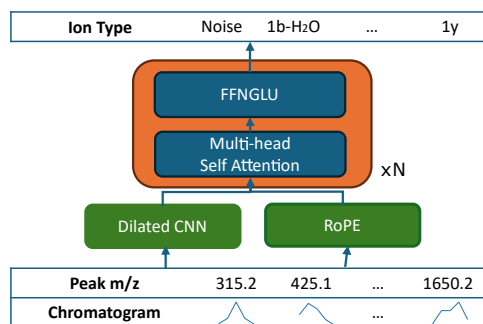 Ion Type Noise 1b-H₂O ... 1y
FFNGLU
Multi-head
Self Attention
xN
Dilated CNN RoPE
Peak m/z 315.2 425.1 ... 1650.2
Chromatogram ...